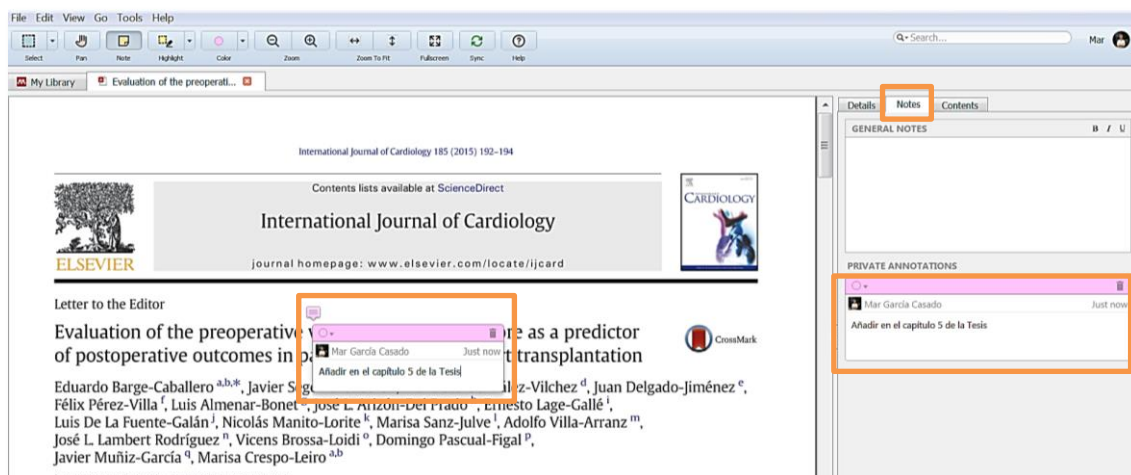 File Edit View Go Tools Help
Select Pan Note Highlight Color Zoom Zoom To Fit Fullscreen Sync Help
Search...
Mar
My Library
Evaluation of the preoperati...
Details Notes Contents
GENERAL NOTES
B I U
International Journal of Cardiology 185 (2015) 192–194
Contents lists available at ScienceDirect
International Journal of Cardiology
journal homepage: www.elsevier.com/locate/ijcard
ELSEVIER
CARDIOLOGY
PRIVATE ANNOTATIONS
Mar García Casado Just now
Añadir en el capítulo 5 de la Tesis
Letter to the Editor
Evaluation of the preoperative re as a predictor
of postoperative outcomes in transplantation
CrossMark
Mar García Casado Just now
Añadir en el capítulo 5 de la Tesis
Eduardo Barge-Caballero a,b,*, Javier ález-Vilchez d, Juan Delgado-Jiménez e,
Félix Pérez-Villa f, Luis Almenar-Bonet g, José L. Arizón-Del Prado h, Ernesto Lage-Gallé i,
Luis De La Fuente-Galán j, Nicolás Manito-Lorite k, Marisa Sanz-Julve l, Adolfo Villa-Arranz m,
José L. Lambert Rodríguez n, Vicens Brossa-Loidi o, Domingo Pascual-Figal p,
Javier Muñiz-García q, Marisa Crespo-Leiro a,b